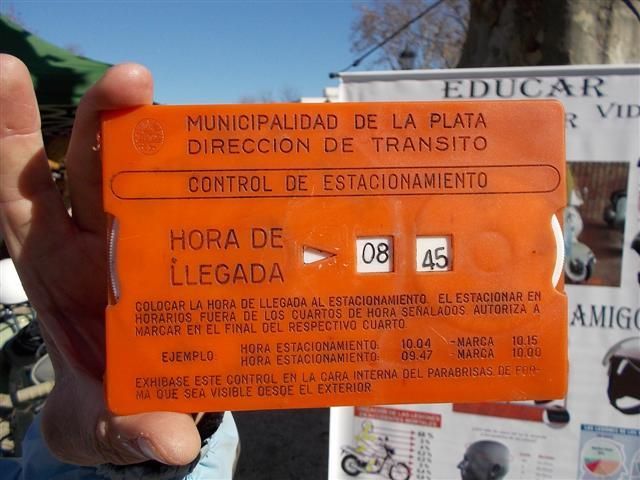 EDUCAR
R VID
MUNICIPALIDAD DE LA PLATA
DIRECCION DE TRANSITO
CONTROL DE ESTACIONAMIENTO
HORA DE
LLEGADA
08 45
COLOCAR LA HORA DE LLEGADA AL ESTACIONAMIENTO. EL ESTACIONAR EN
HORARIOS FUERA DE LOS CUARTOS DE HORA SEÑALADOS, AUTORIZA A
MARCAR EN EL FINAL DEL RESPECTIVO CUARTO.
EJEMPLO: HORA ESTACIONAMIENTO: 10.04 - MARCA 10.15
HORA ESTACIONAMIENTO: 09.47 - MARCA 10.00
EXHIBASE ESTE CONTROL EN LA CARA INTERNA DEL PARABRISAS DE FOR-
MA QUE SEA VISIBLE DESDE EL EXTERIOR.
AMIGO